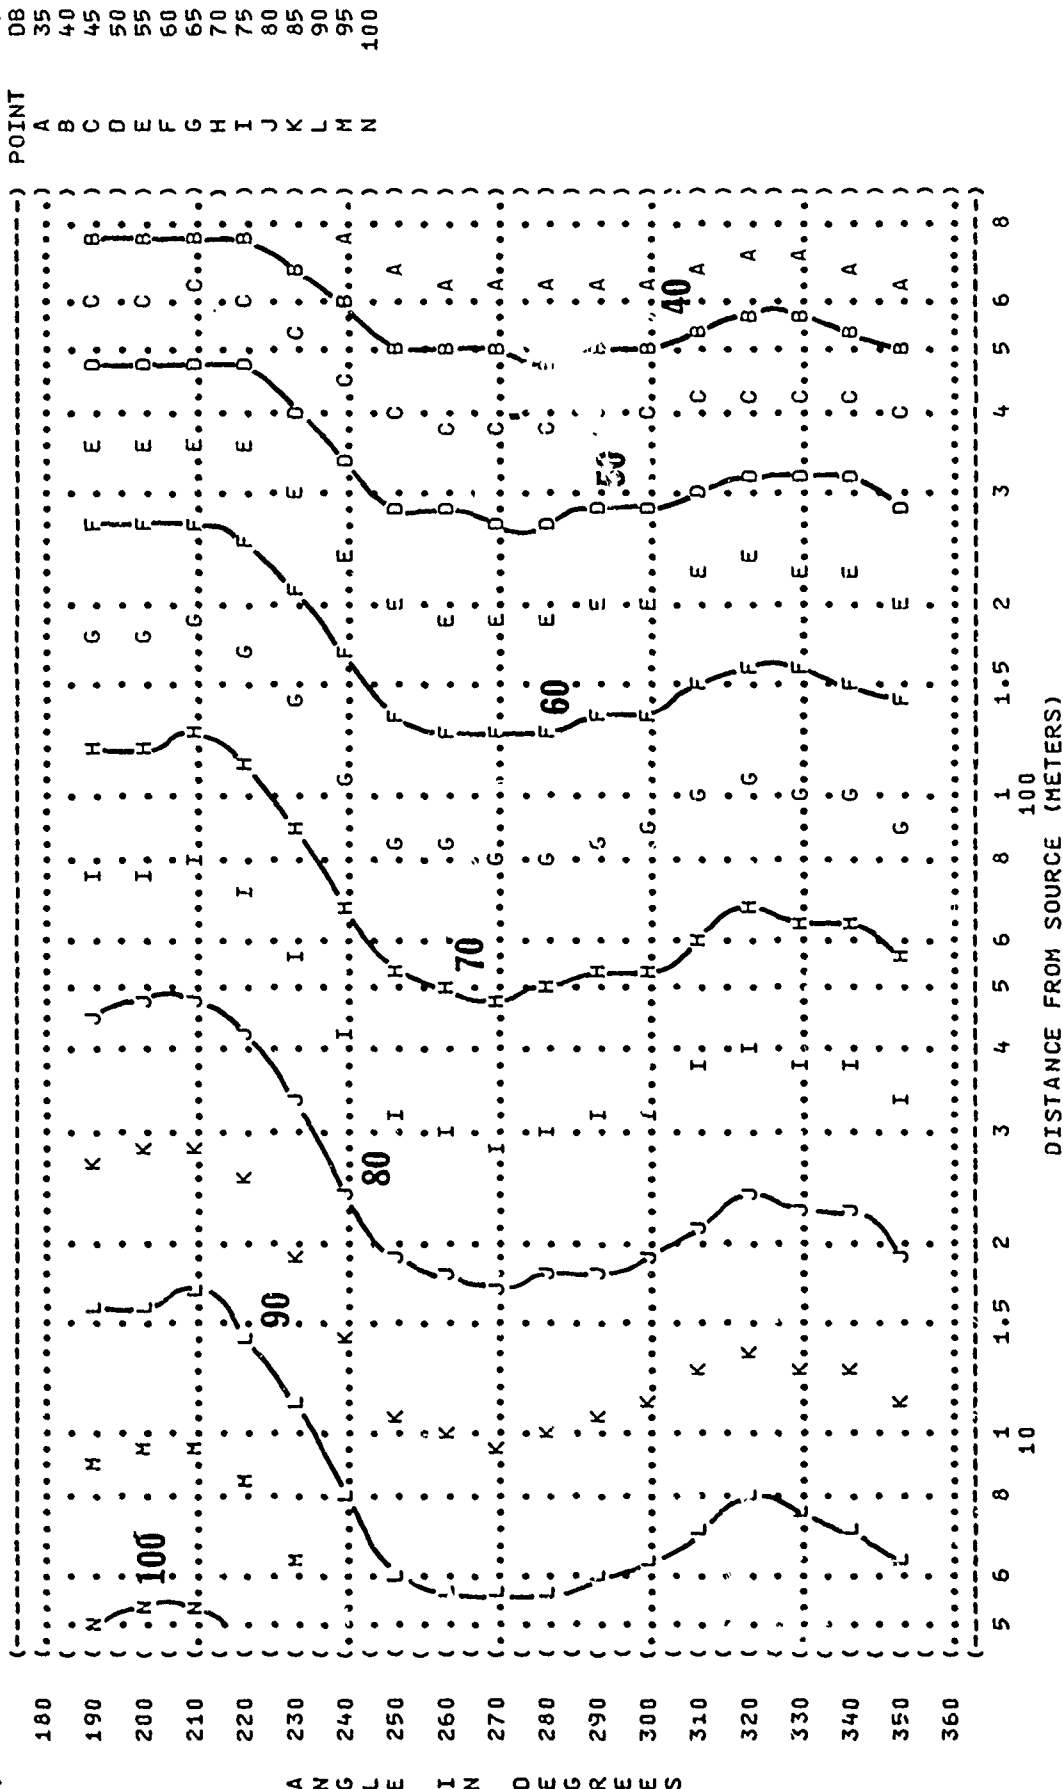 POINT DB
180 A 35
B 40
190 N M L K J I H G F E D C B C 45
D 50
200 N M L K J I H G F E D C B E 55
100
F 60
210 N M L K J I H G F E D C B G 65
H 70
220 M L K J I H G F E D C B I 75
90
J 80
A 230 M L K J I H G F E D C B K 85
N L 90
G 240 L K J I H G F E D C B A M 95
L N 100
80
E 250 L K J I H G F E D C B A
I 260 L K J I H G F E D C B A
70
N
270 L K J I H G F E D C B A
D
E 280 L K J I H G F E D C A
60
G
R 290 L K J I H G F E D A
50
E
E 300 L K J H G F E D C B A
40
S
310 L K J I H G F E D C B A
320 L K J I H G F E D C B A
330 L K J I H G F E D C B A
340 L K J I H G F E D C B A
350 L K J I H G F E D C B A
360
5 6 8 1 1.5 2 3 4 5 6 8 1 1.5 2 3 4 5 6 8
10 100
DISTANCE FROM SOURCE (METERS)